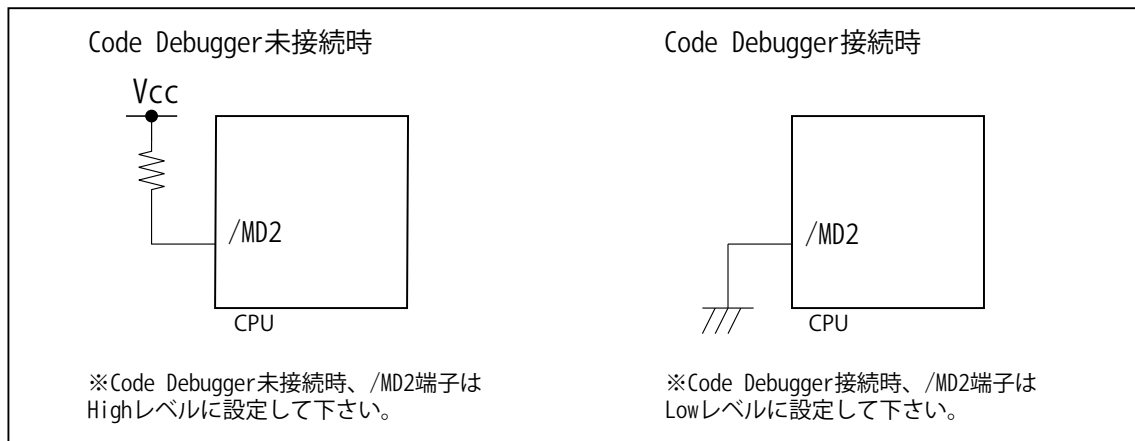 Code Debugger未接続時
Vcc
/MD2
CPU
※Code Debugger未接続時、/MD2端子は
Highレベルに設定して下さい。
Code Debugger接続時
/MD2
CPU
※Code Debugger接続時、/MD2端子は
Lowレベルに設定して下さい。